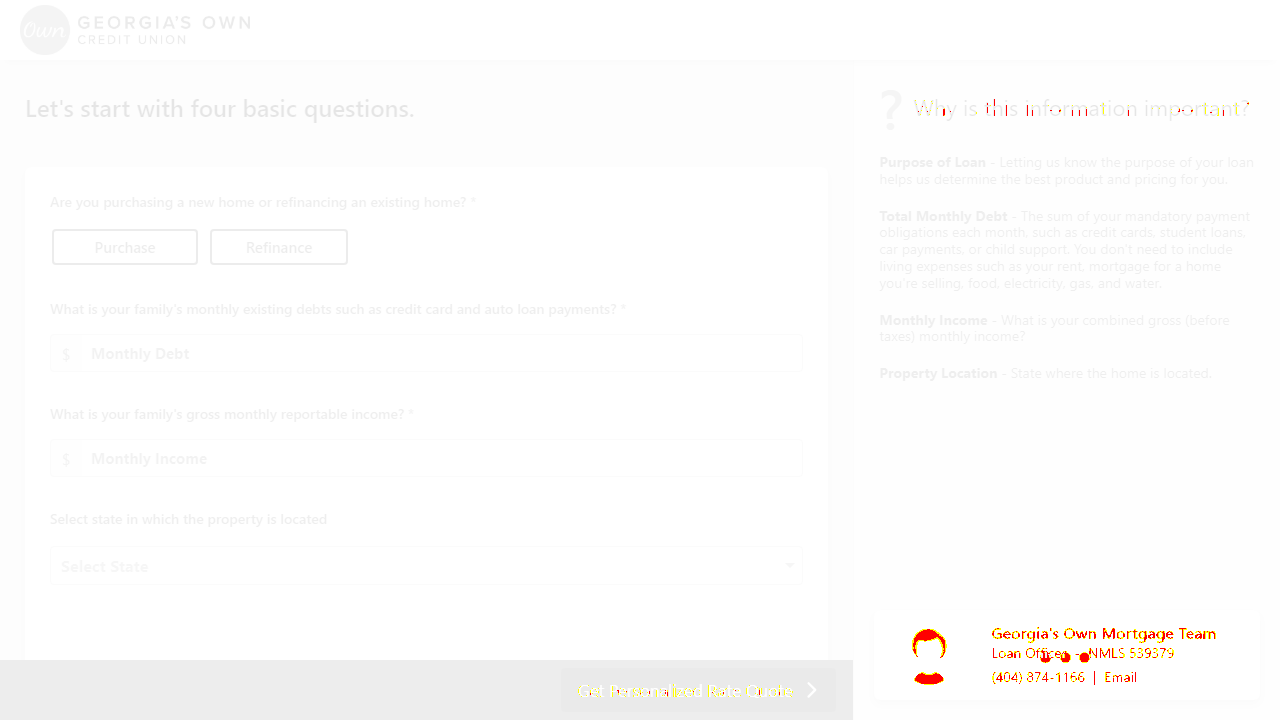 Own GEORGIA'S OWN
CREDIT UNION
Let's start with four basic questions.
Are you purchasing a new home or refinancing an existing home? *
Purchase
Refinance
What is your family's monthly existing debts such as credit card and auto loan payments? *
$ Monthly Debt
What is your family's gross monthly reportable income? *
$ Monthly Income
Select state in which the property is located
Select State
Get Personalized Rate Quote
? Why is this information important?
Purpose of Loan - Letting us know the purpose of your loan
helps us determine the best product and pricing for you.
Total Monthly Debt - The sum of your mandatory payment
obligations each month, such as credit cards, student loans,
car payments, or child support. You don't need to include
living expenses such as your rent, mortgage for a home
you're selling, food, electricity, gas, and water.
Monthly Income - What is your combined gross (before
taxes) monthly income?
Property Location - State where the home is located.
Georgia's Own Mortgage Team
Loan Officer - NMLS 539379
(404) 874-1166 | Email